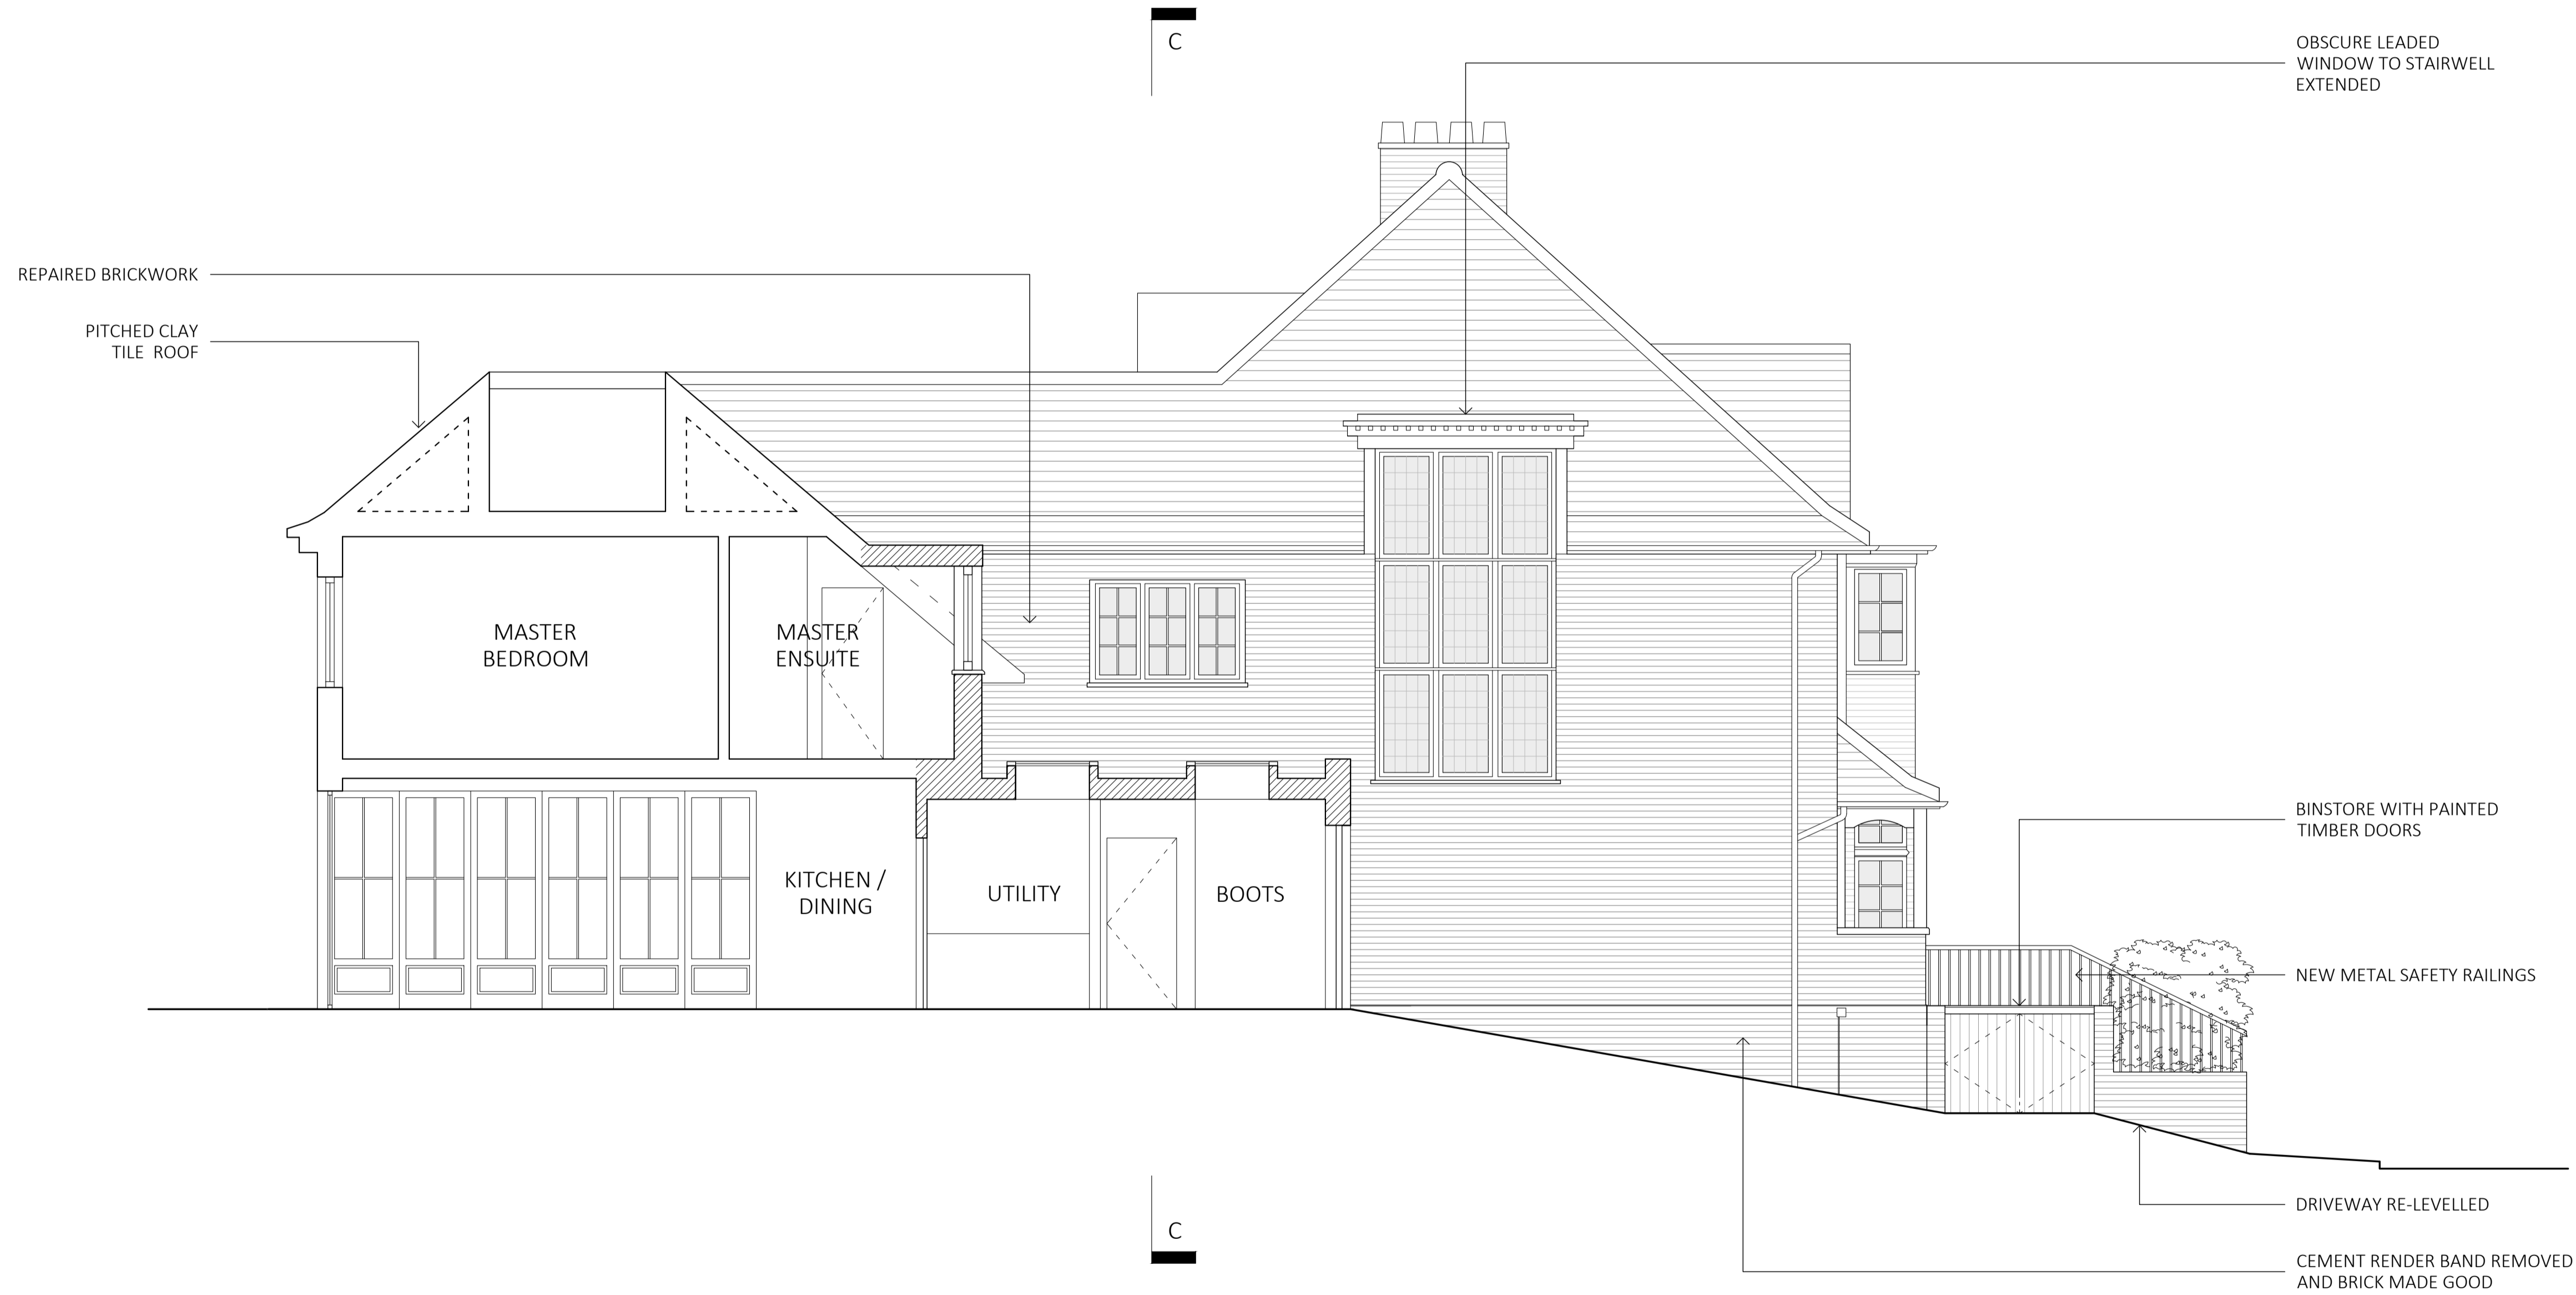 C
OBSCURE LEADED
WINDOW TO STAIRWELL
EXTENDED
REPAIRED BRICKWORK
PITCHED CLAY
TILE ROOF
MASTER
BEDROOM
MASTER
ENSUITE
KITCHEN /
DINING
UTILITY
BOOTS
BINSTORE WITH PAINTED
TIMBER DOORS
NEW METAL SAFETY RAILINGS
DRIVEWAY RE-LEVELLED
C
CEMENT RENDER BAND REMOVED
AND BRICK MADE GOOD